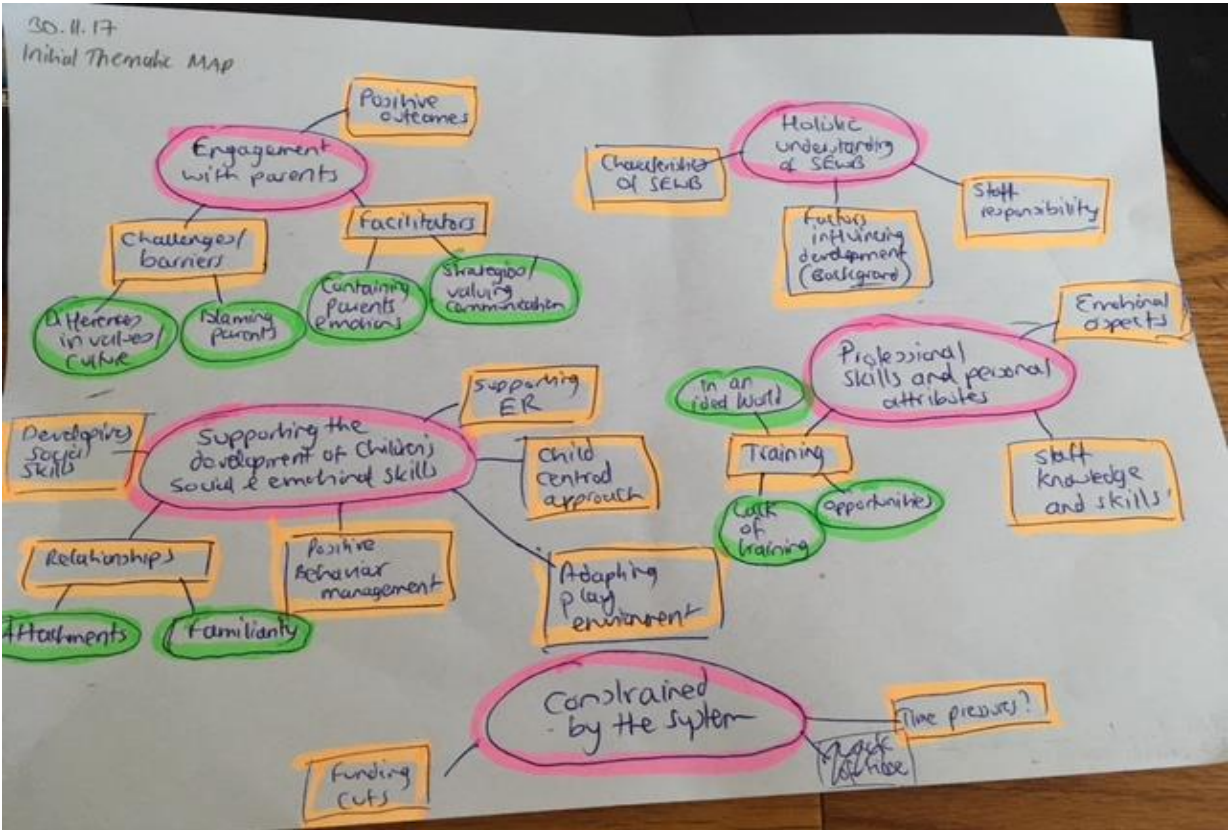 30.11.17
Initial Thematic MAP
Positive
outcomes
Engagement
with parents
Challenges/
barriers
Facilitators
Differences
in values/
culture
Blaming
parents
Containing
parents
emotions
Strategies/
valuing
communication
Holistic
understanding
of SEWB
Characteristics
of SEWB
Factors
influencing
development
(Background)
Staff
responsibility
Emotional
aspects
Professional
skills and personal
attributes
in an
ideal World
Training
Lack
of
training
opportunities
Staff
knowledge
and skills
Supporting
ER
Supporting the
development of Children's
social & emotional skills
Developing
social
skills
Child
centred
approach
Relationships
Attachments
Familiarity
Positive
Behavior
management
Adapting
play
environment
Constrained
by the system
Funding
cuts
Time pressures?